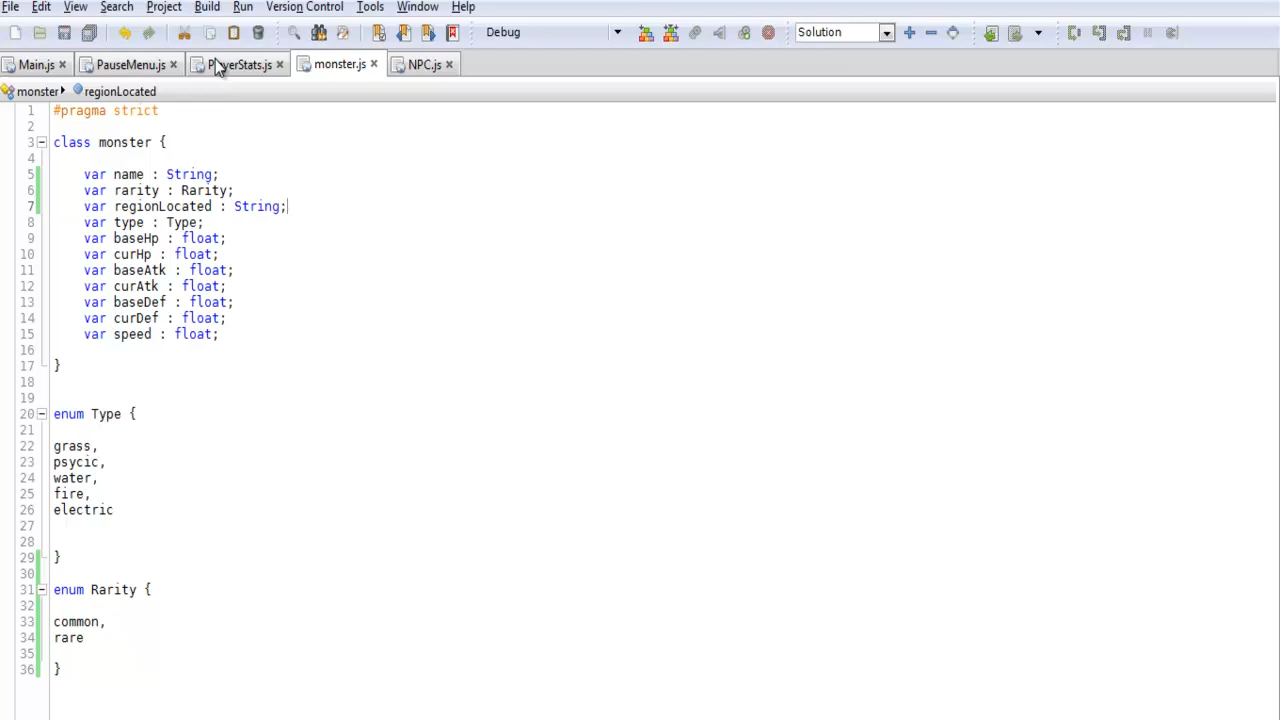 File Edit View Search Project Build Run Version Control Tools Window Help
Debug Solution
Main.js PauseMenu.js monster.js NPC.js
monster regionLocated
1 #pragma strict
2
3 class monster {
4
5 var name : String;
6 var rarity : Rarity;
7 var regionLocated : String;
8 var type : Type;
9 var baseHp : float;
10 var curHp : float;
11 var baseAtk : float;
12 var curAtk : float;
13 var baseDef : float;
14 var curDef : float;
15 var speed : float;
16
17 }
18
19
20 enum Type {
21
22 grass,
23 psycic,
24 water,
25 fire,
26 electric
27
28
29 }
30
31 enum Rarity {
32
33 common,
34 rare
35
36 }